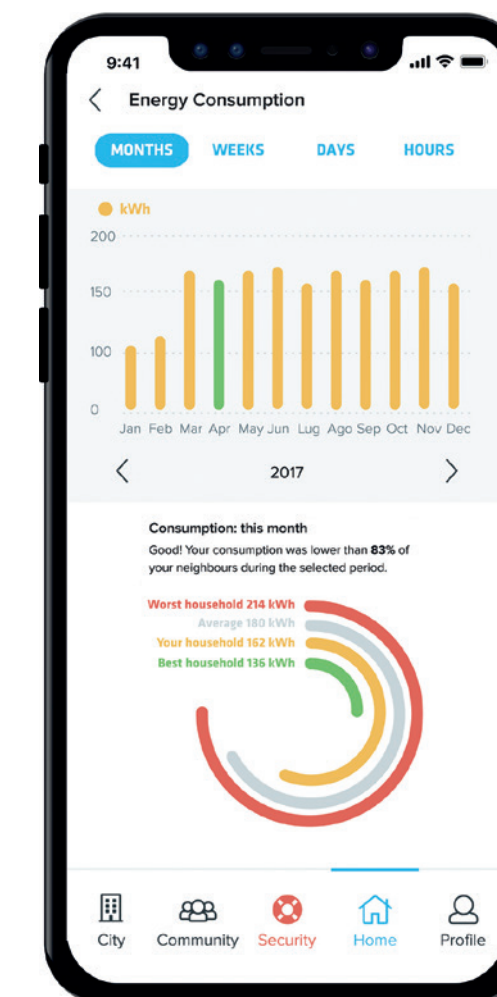 9:41
Energy Consumption
MONTHS WEEKS DAYS HOURS
kWh
200
150
100
0
Jan Feb Mar Apr May Jun Lug Ago Sep Oct Nov Dec
2017
Consumption: this month
Good! Your consumption was lower than 83% of
your neighbours during the selected period.
Worst household 214 kWh
Average 180 kWh
Your household 162 kWh
Best household 136 kWh
City Community Security Home Profile